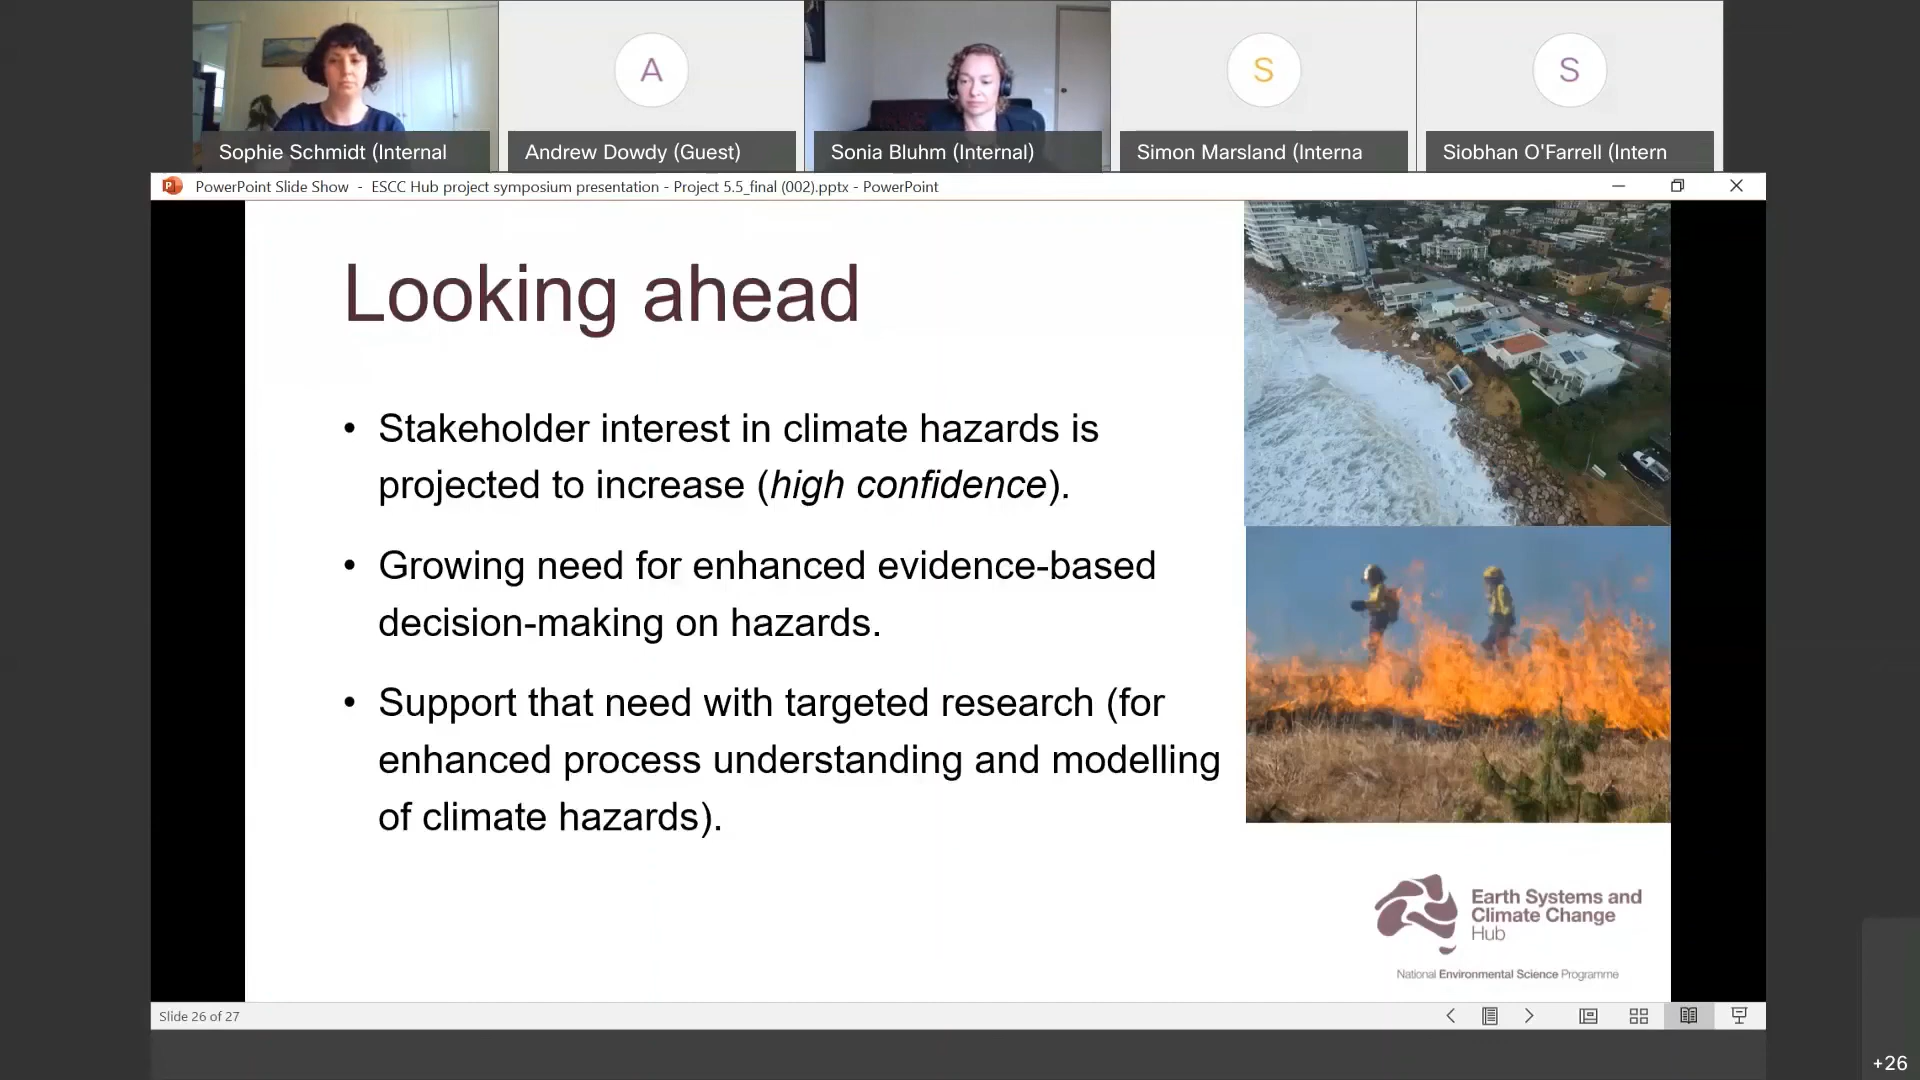 A
S
S
Sophie Schmidt (Internal
Andrew Dowdy (Guest)
Sonia Bluhm (Internal)
Simon Marsland (Interna
Siobhan O'Farrell (Intern
PowerPoint Slide Show - ESCC Hub project symposium presentation - Project 5.5_final (002).pptx - PowerPoint
Looking ahead
• Stakeholder interest in climate hazards is
projected to increase (high confidence).
• Growing need for enhanced evidence-based
decision-making on hazards.
• Support that need with targeted research (for
enhanced process understanding and modelling
of climate hazards).
Earth Systems and
Climate Change
Hub
National Environmental Science Programme
Slide 26 of 27
+26